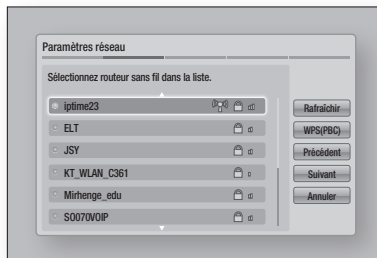 Paramètres réseau
Sélectionnez routeur sans fil dans la liste.
iptime23
ELT
JSY
KT_WLAN_C361
Mirhenge_edu
SO070VOIP
Rafraîchir
WPS(PBC)
Précédent
Suivant
Annuler